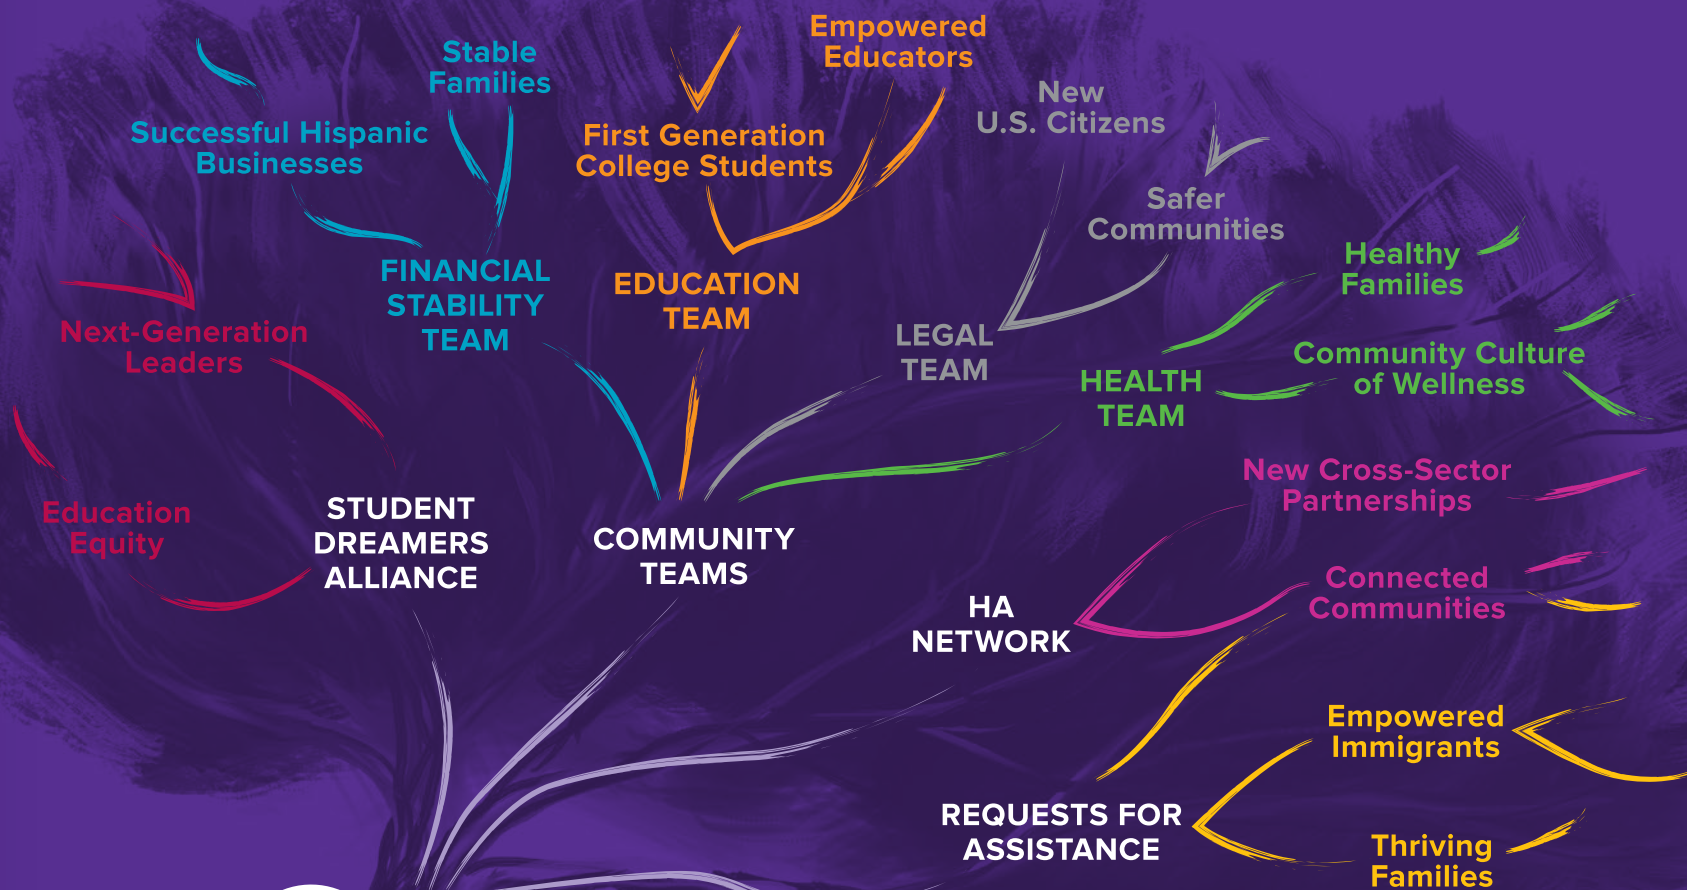 Stable
Families
Successful Hispanic
Businesses
FINANCIAL
STABILITY
TEAM
Empowered
Educators
First Generation
College Students
EDUCATION
TEAM
New
U.S. Citizens
Safer
Communities
LEGAL
TEAM
Healthy
Families
Community Culture
of Wellness
HEALTH
TEAM
Next-Generation
Leaders
Education
Equity
STUDENT
DREAMERS
ALLIANCE
COMMUNITY
TEAMS
New Cross-Sector
Partnerships
Connected
Communities
HA
NETWORK
Empowered
Immigrants
REQUESTS FOR
ASSISTANCE
Thriving
Families